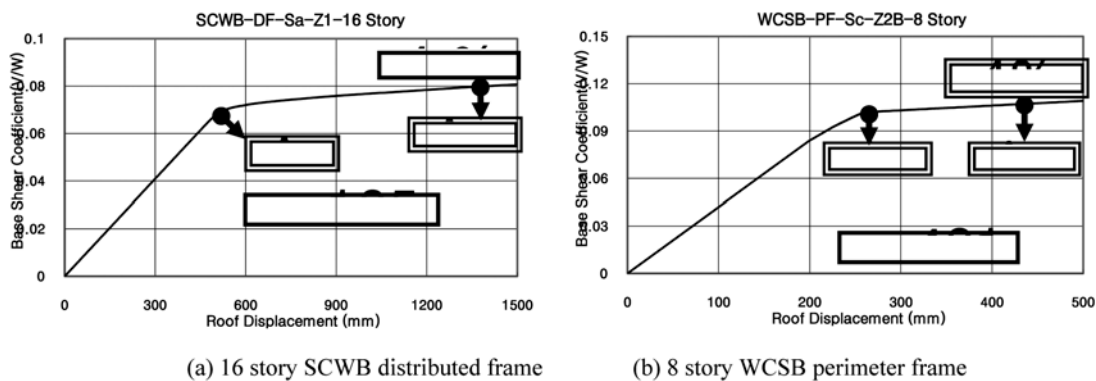 SCWB-DF-Sa-Z1-16 Story
Base Shear Coefficient(V/W)
0.1
0.08
0.06
0.04
0.02
0
0 300 600 900 1200 1500
Roof Displacement (mm)
(a) 16 story SCWB distributed frame
WCSB-PF-Sc-Z2B-8 Story
Base Shear Coefficient(V/W)
0.15
0.12
0.09
0.06
0.03
0
0 100 200 300 400 500
Roof Displacement (mm)
(b) 8 story WCSB perimeter frame